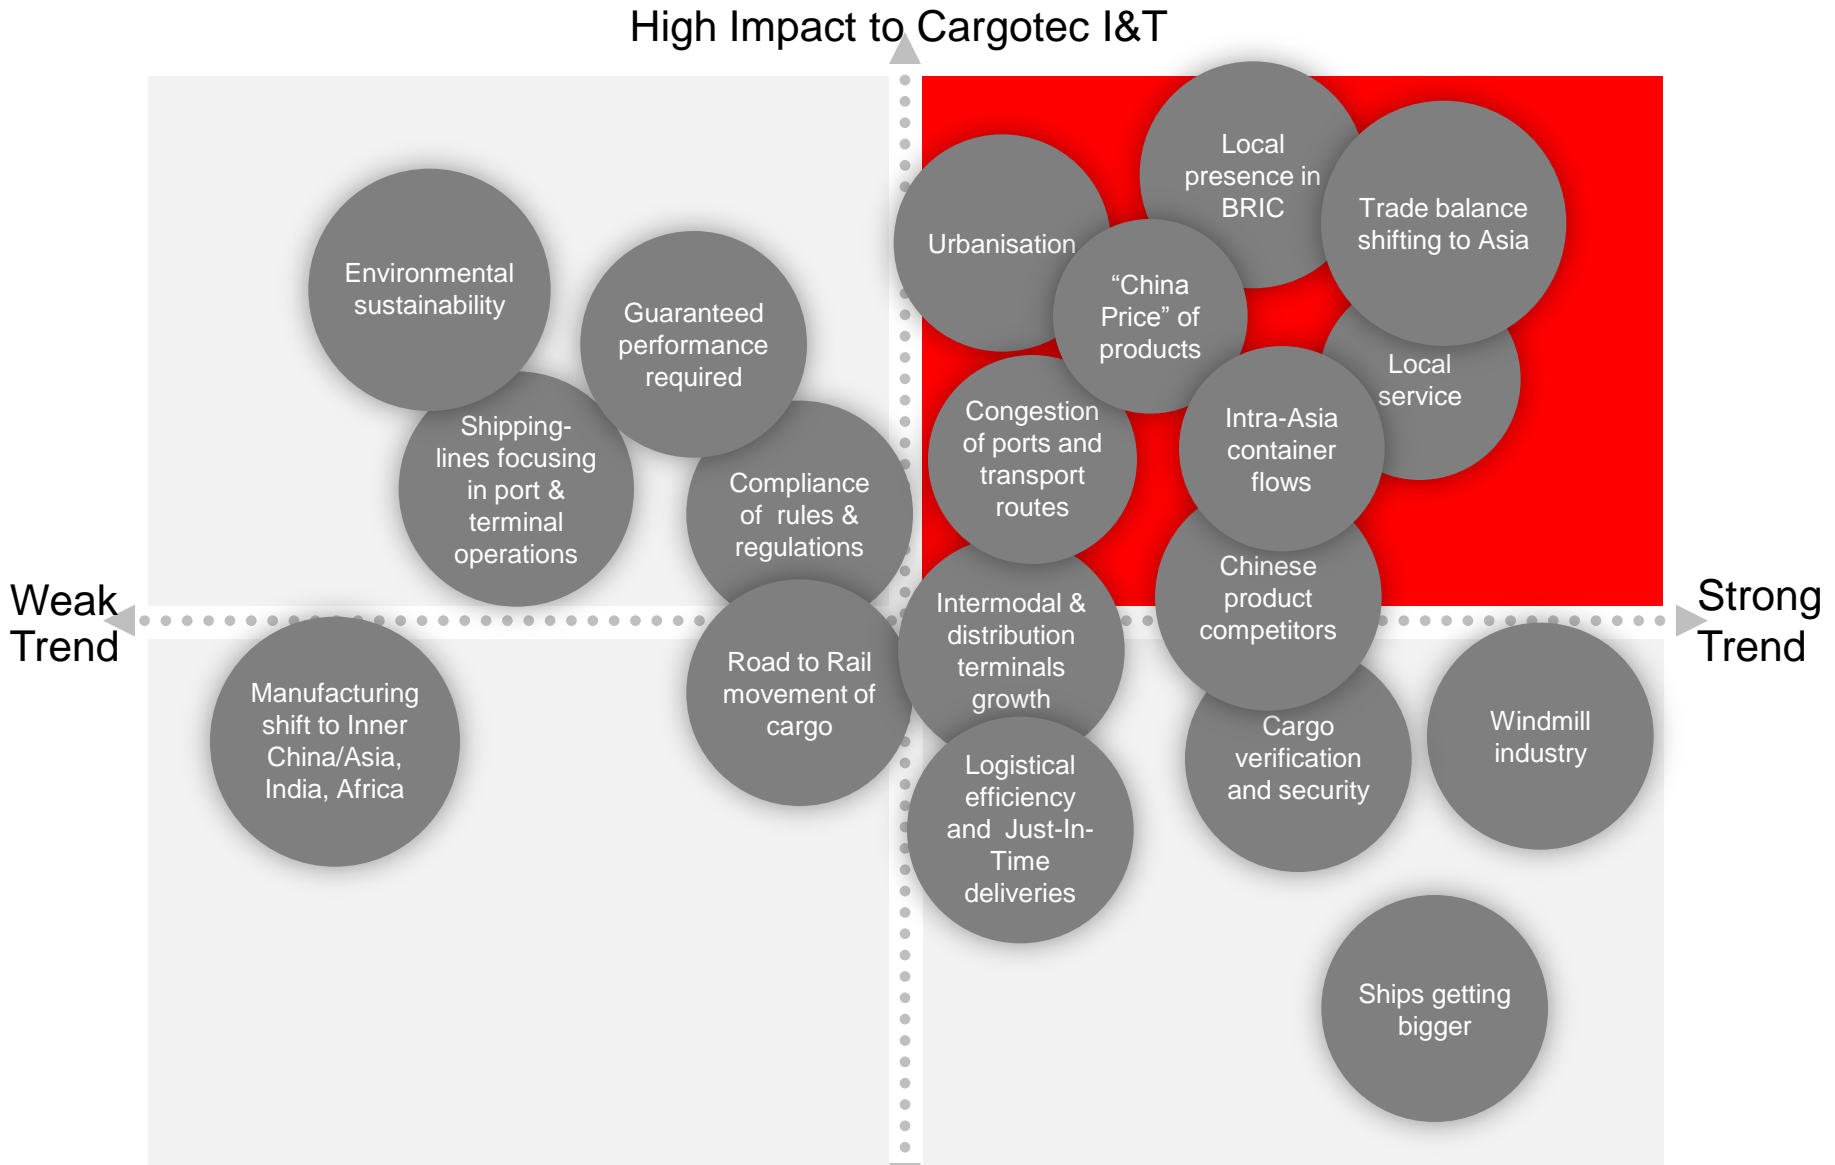 High Impact to Cargotec I&T
Local
presence in
BRIC
Trade balance
shifting to Asia
Urbanisation
Environmental
sustainability
“China
Price” of
products
Guaranteed
performance
required
Local
service
Congestion
of ports and
transport
routes
Intra-Asia
container
flows
Shipping-
lines focusing
in port &
terminal
operations
Compliance
of  rules &
regulations
Chinese
product
competitors
Weak
Trend
Strong
Trend
Intermodal &
distribution
terminals
growth
Road to Rail
movement of
cargo
Manufacturing
shift to Inner
China/Asia,
India, Africa
Cargo
verification
and security
Windmill
industry
Logistical
efficiency
and  Just-In-
Time
deliveries
Ships getting
bigger